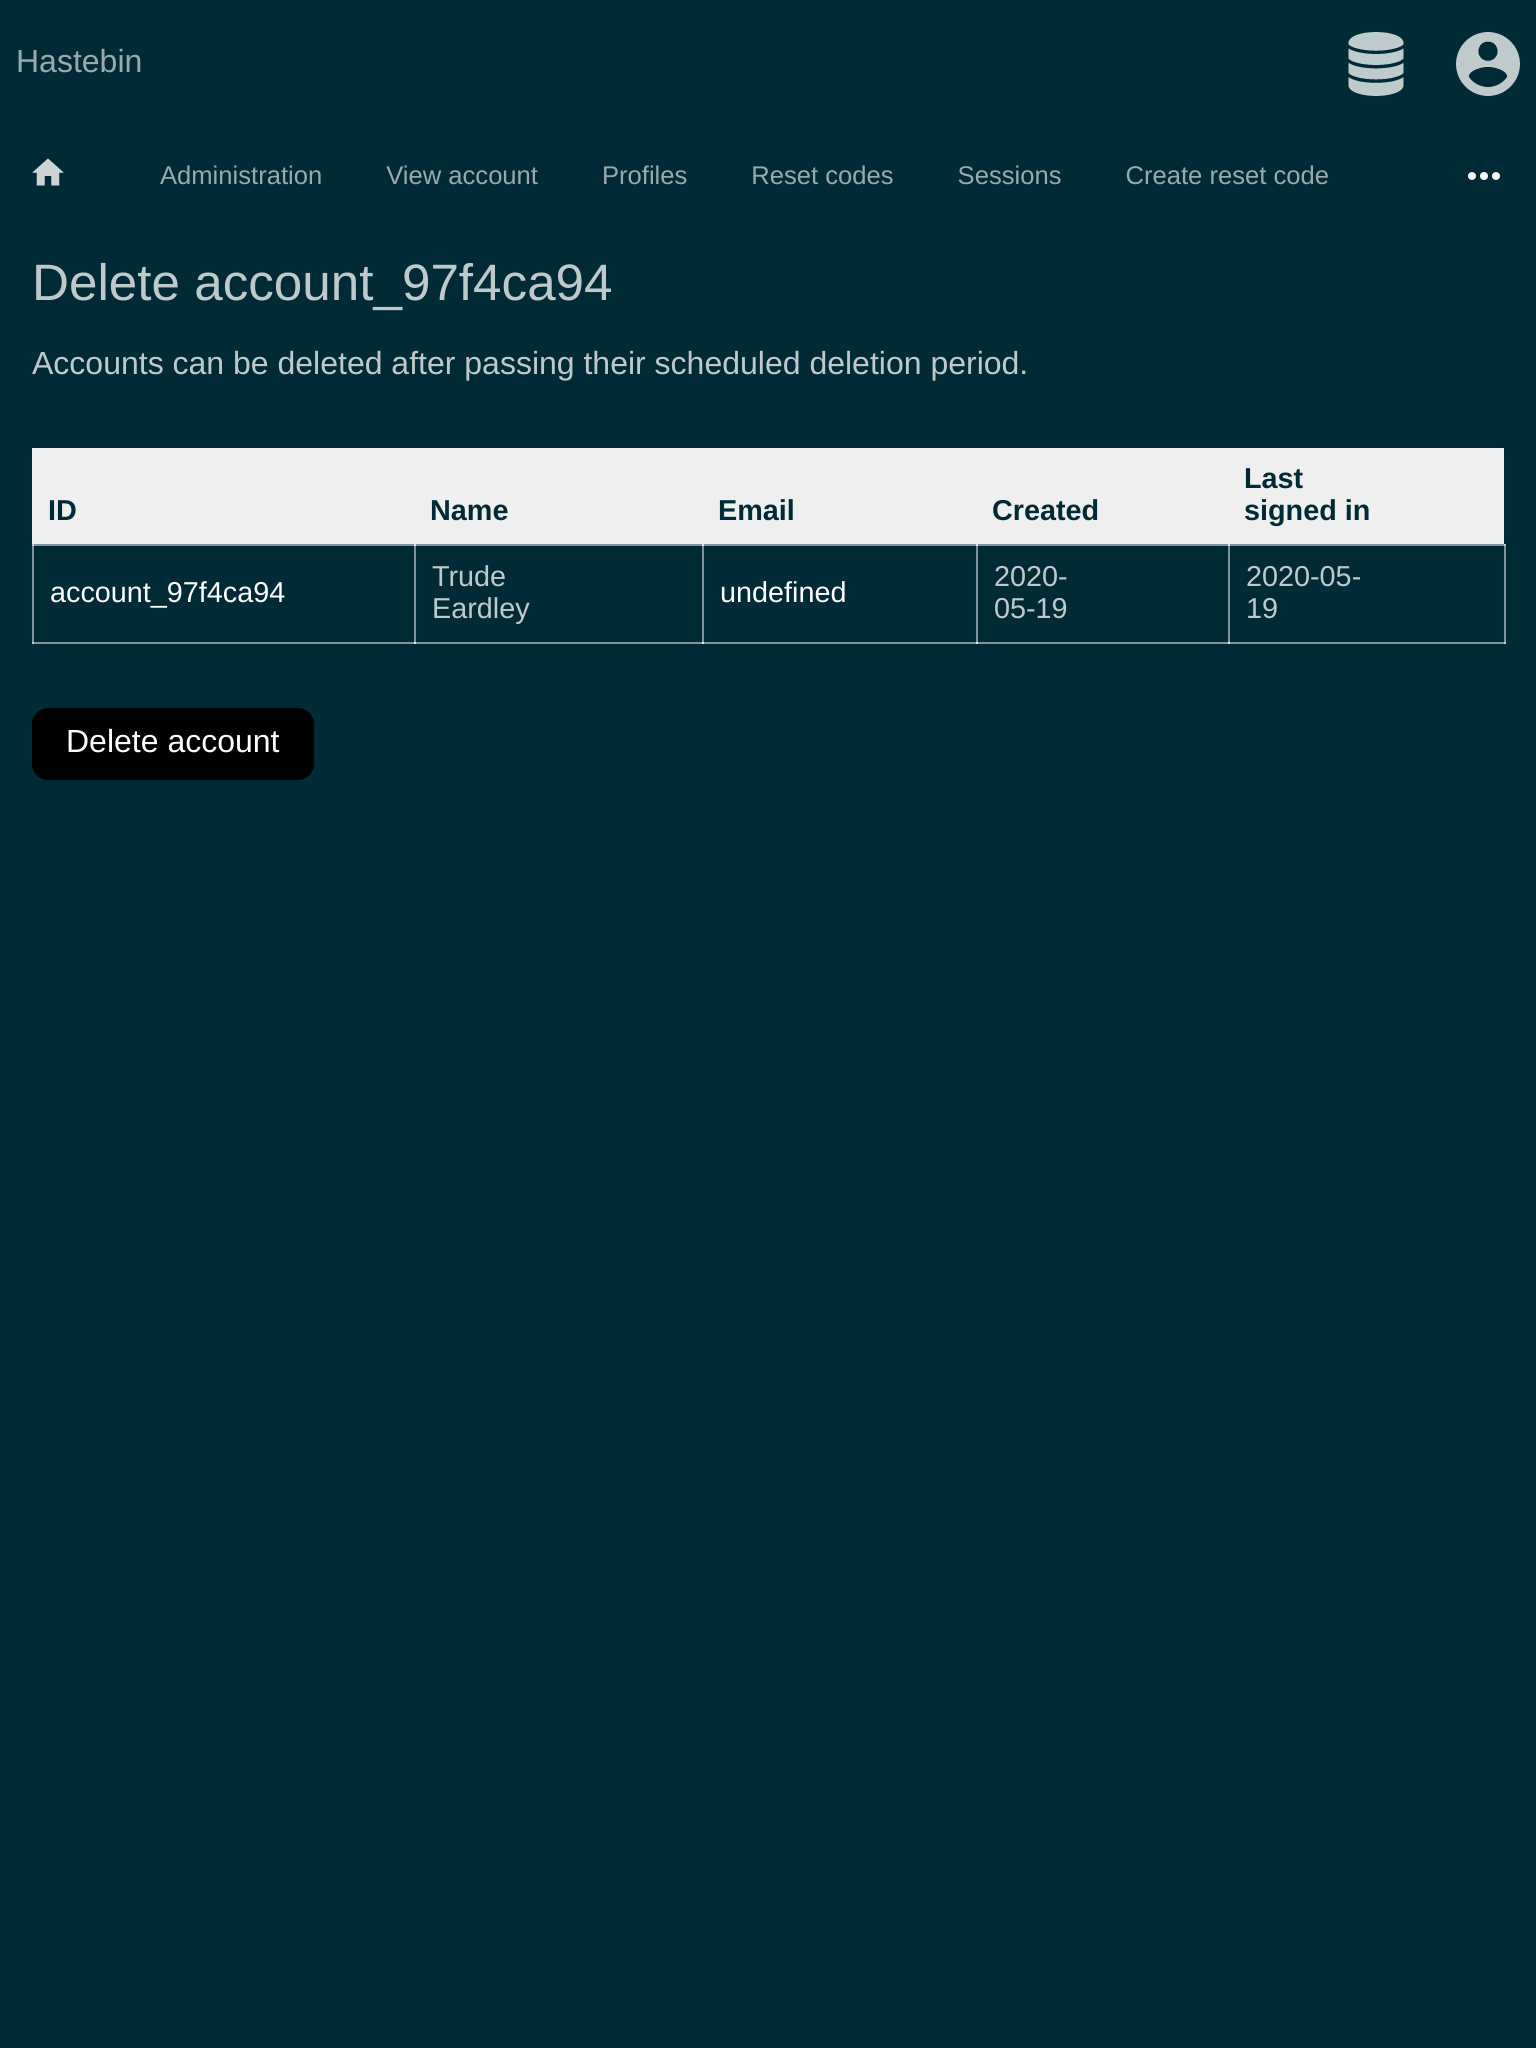 Hastebin
Administration View account Profiles Reset codes Sessions Create reset code
Delete account_97f4ca94
Accounts can be deleted after passing their scheduled deletion period.
ID Name Email Created Last signed in
account_97f4ca94 Trude Eardley undefined 2020-05-19 2020-05-19
Delete account